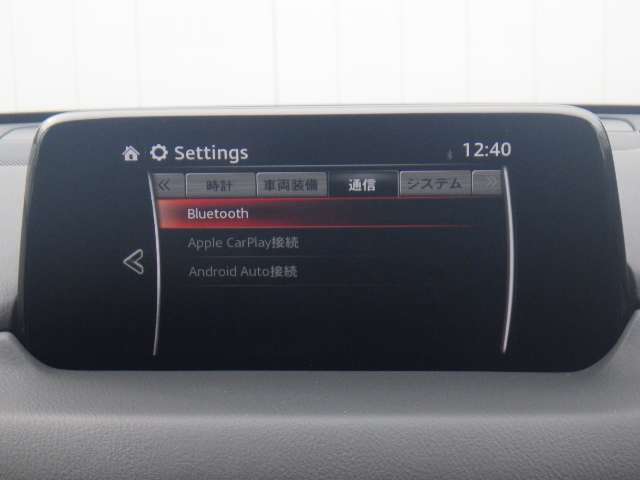 Settings 12:40
時計 車両装備 通信 システム
Bluetooth
Apple CarPlay接続
Android Auto接続